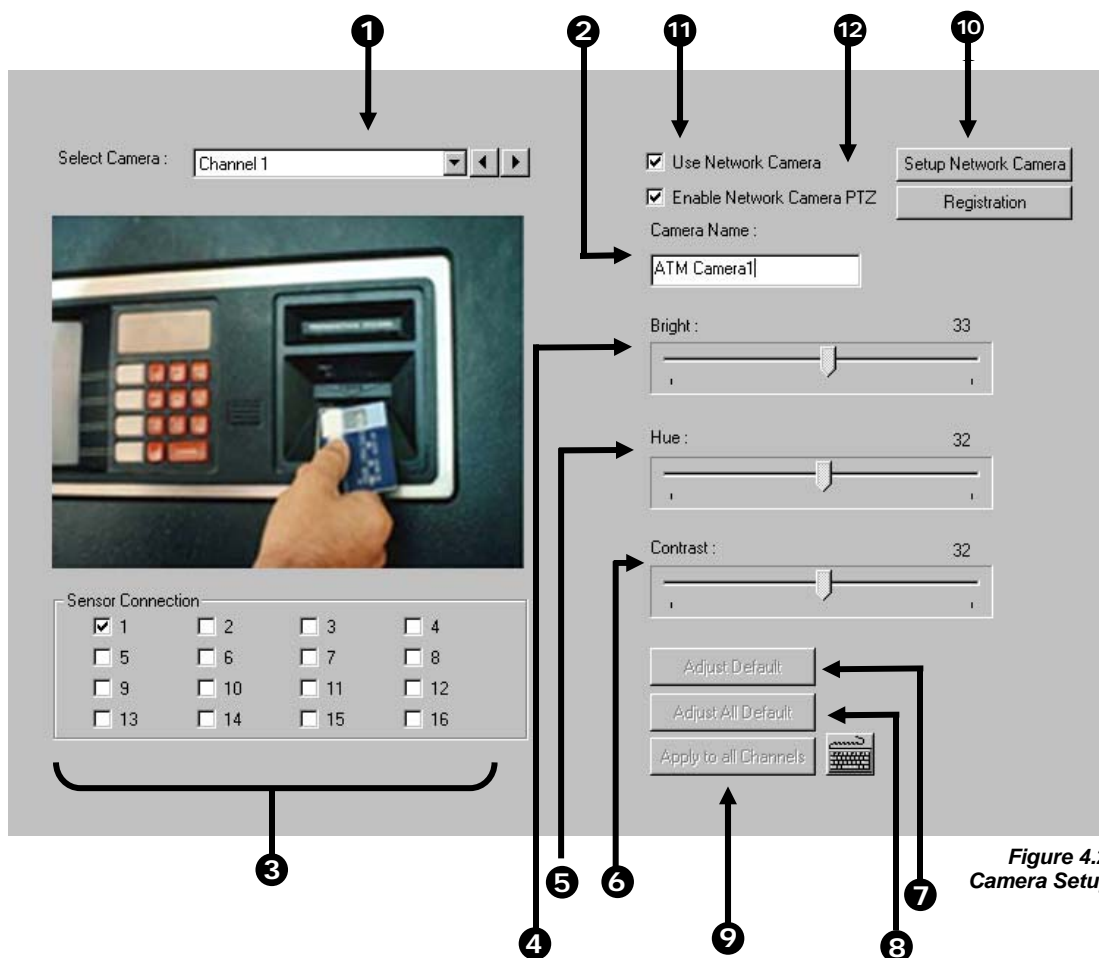 1
2
11
12
10
Select Camera :
Channel 1
Use Network Camera
Setup Network Camera
Enable Network Camera PTZ
Registration
Camera Name :
ATM Camera1
Bright :
33
Hue :
32
Contrast :
32
Sensor Connection
1 2 3 4
5 6 7 8
9 10 11 12
13 14 15 16
Adjust Default
Adjust All Default
Apply to all Channels
3
5
6
7
4
9
8
Figure 4.
Camera Setu